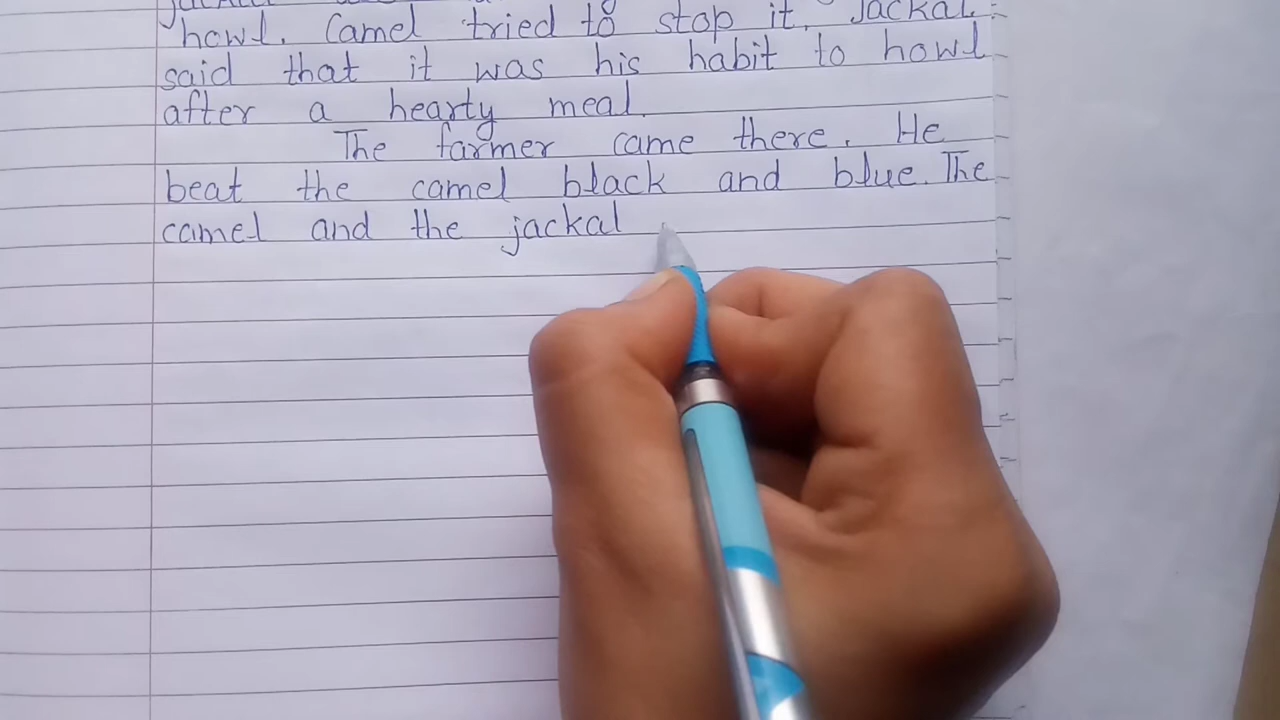 howl. Camel tried to stop it. Jackal
said that it was his habit to howl
after a hearty meal.
The farmer came there. He
beat the camel black and blue. The
camel and the jackal